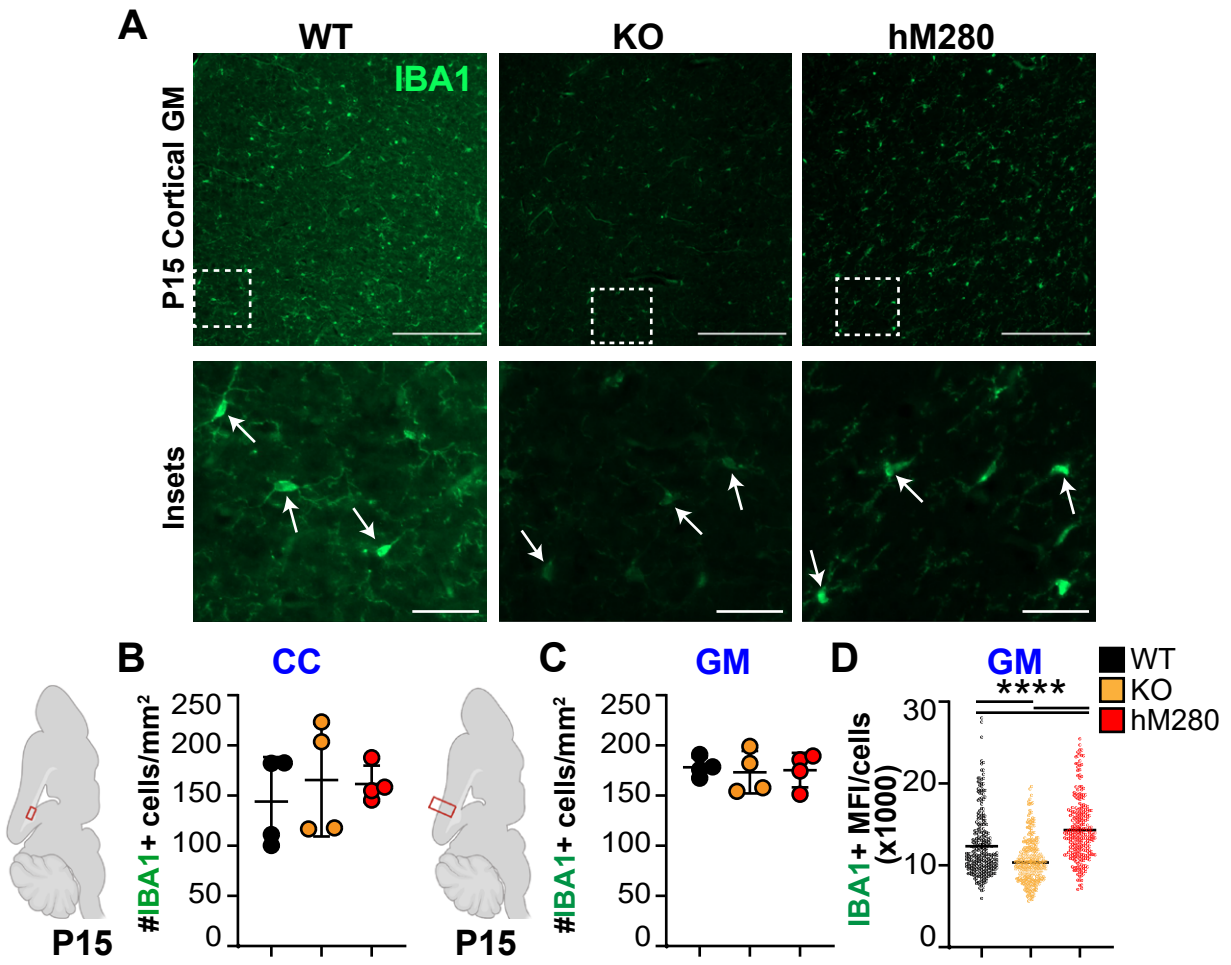 A
WT
KO
hM280
IBA1
P15 Cortical GM
Insets
B
CC
#IBA1+ cells/mm²
250
200
150
100
50
0
P15
C
GM
#IBA1+ cells/mm²
250
200
150
100
50
0
P15
D
GM
IBA1+ MFI/cells
(x1000)
30
20
10
0
****
WT
KO
hM280